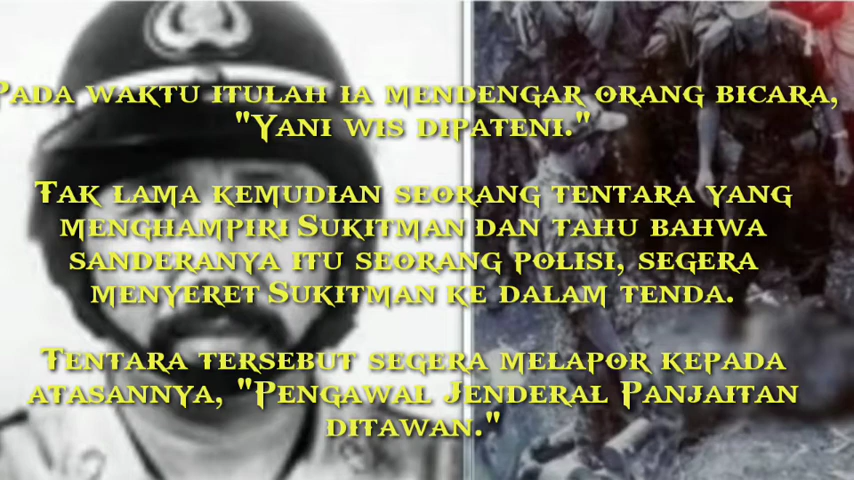 Pada waktu itulah ia mendengar orang bicara,
"Yani wis dipateni."
Tak lama kemudian seorang tentara yang
menghampiri Sukitman dan tahu bahwa
sanderanya itu seorang polisi, segera
menyeret Sukitman ke dalam tenda.
Tentara tersebut segera melapor kepada
atasannya, "Pengawal Jenderal Panjaitan
ditawan."